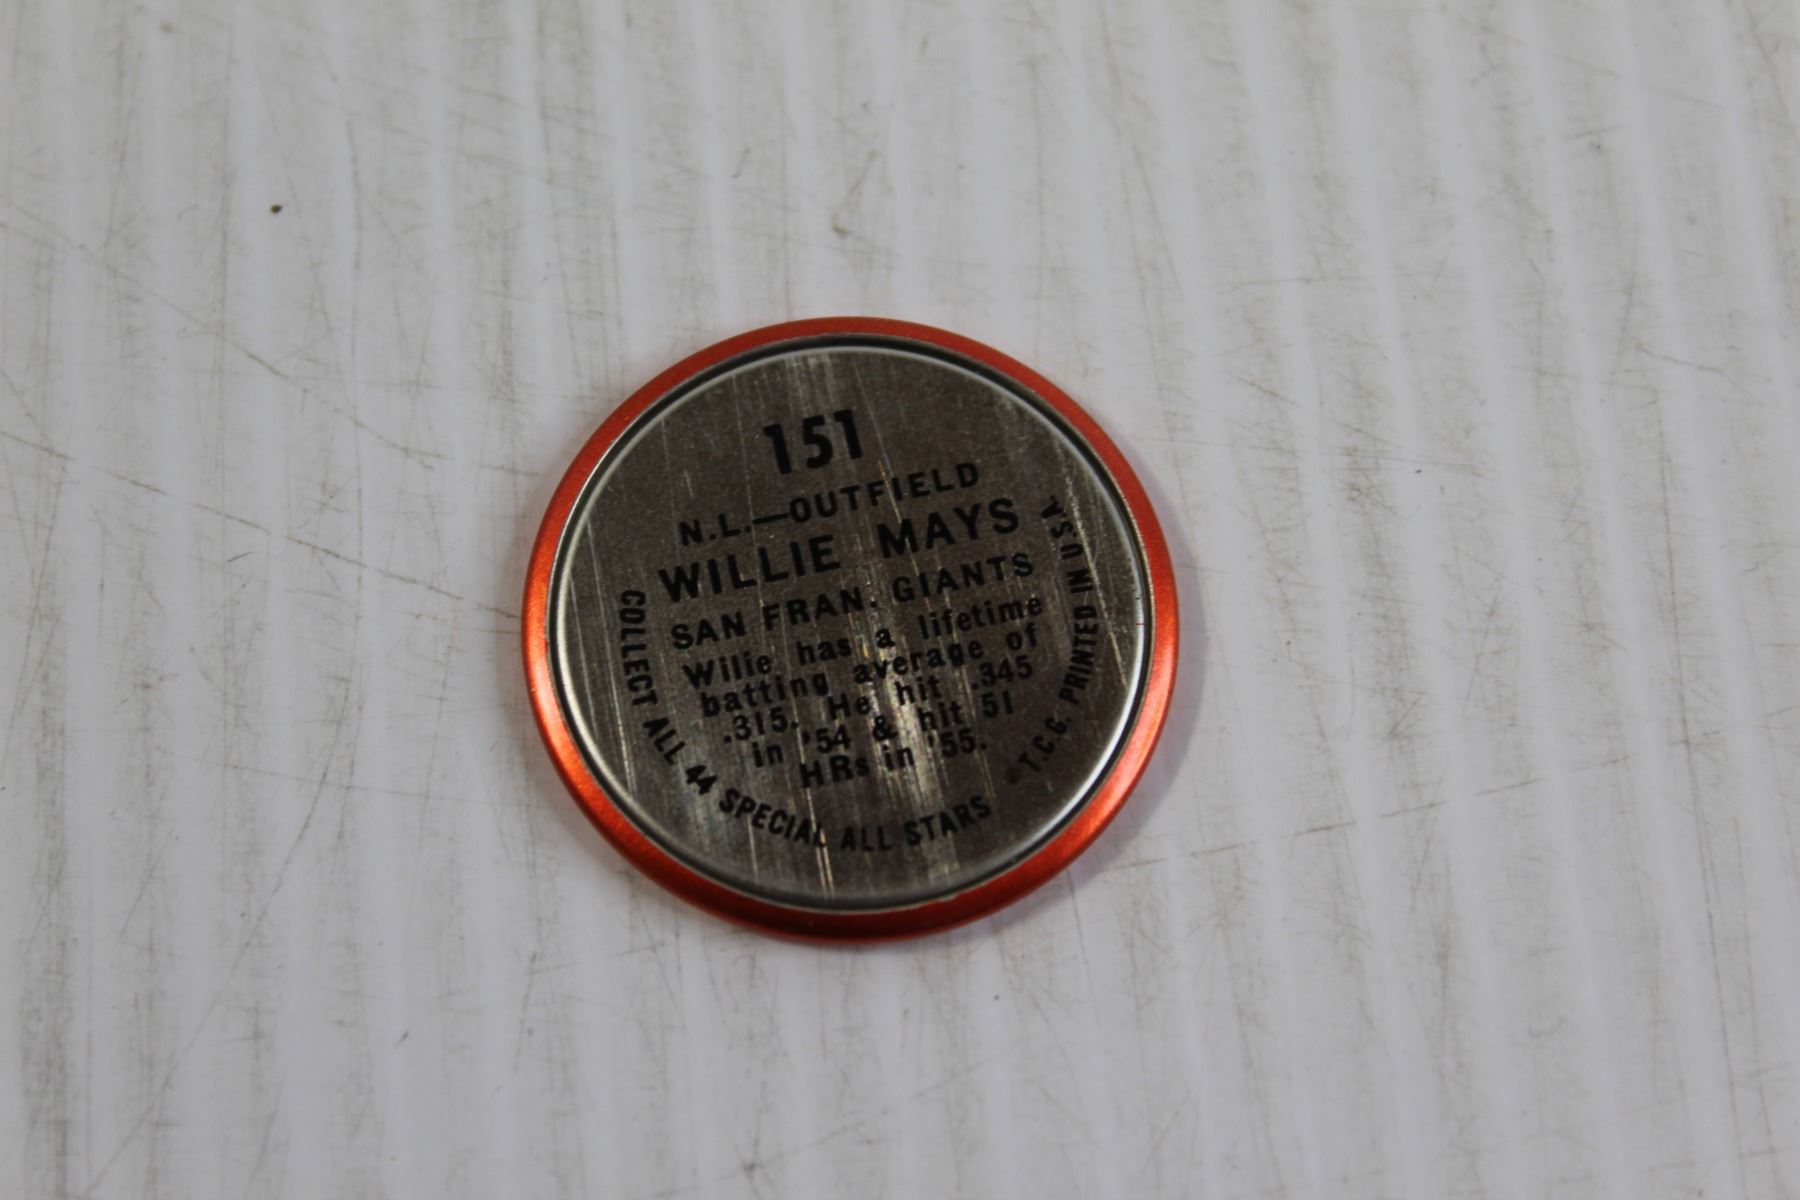 151
N.L.—OUTFIELD
WILLIE MAYS
SAN FRAN. GIANTS
Willie has a lifetime
batting average of
.315. He hit .345
in '54 & hit 51
HRs in '55.
COLLECT ALL 44 SPECIAL ALL STARS
©T.C.G. PRINTED IN USA.